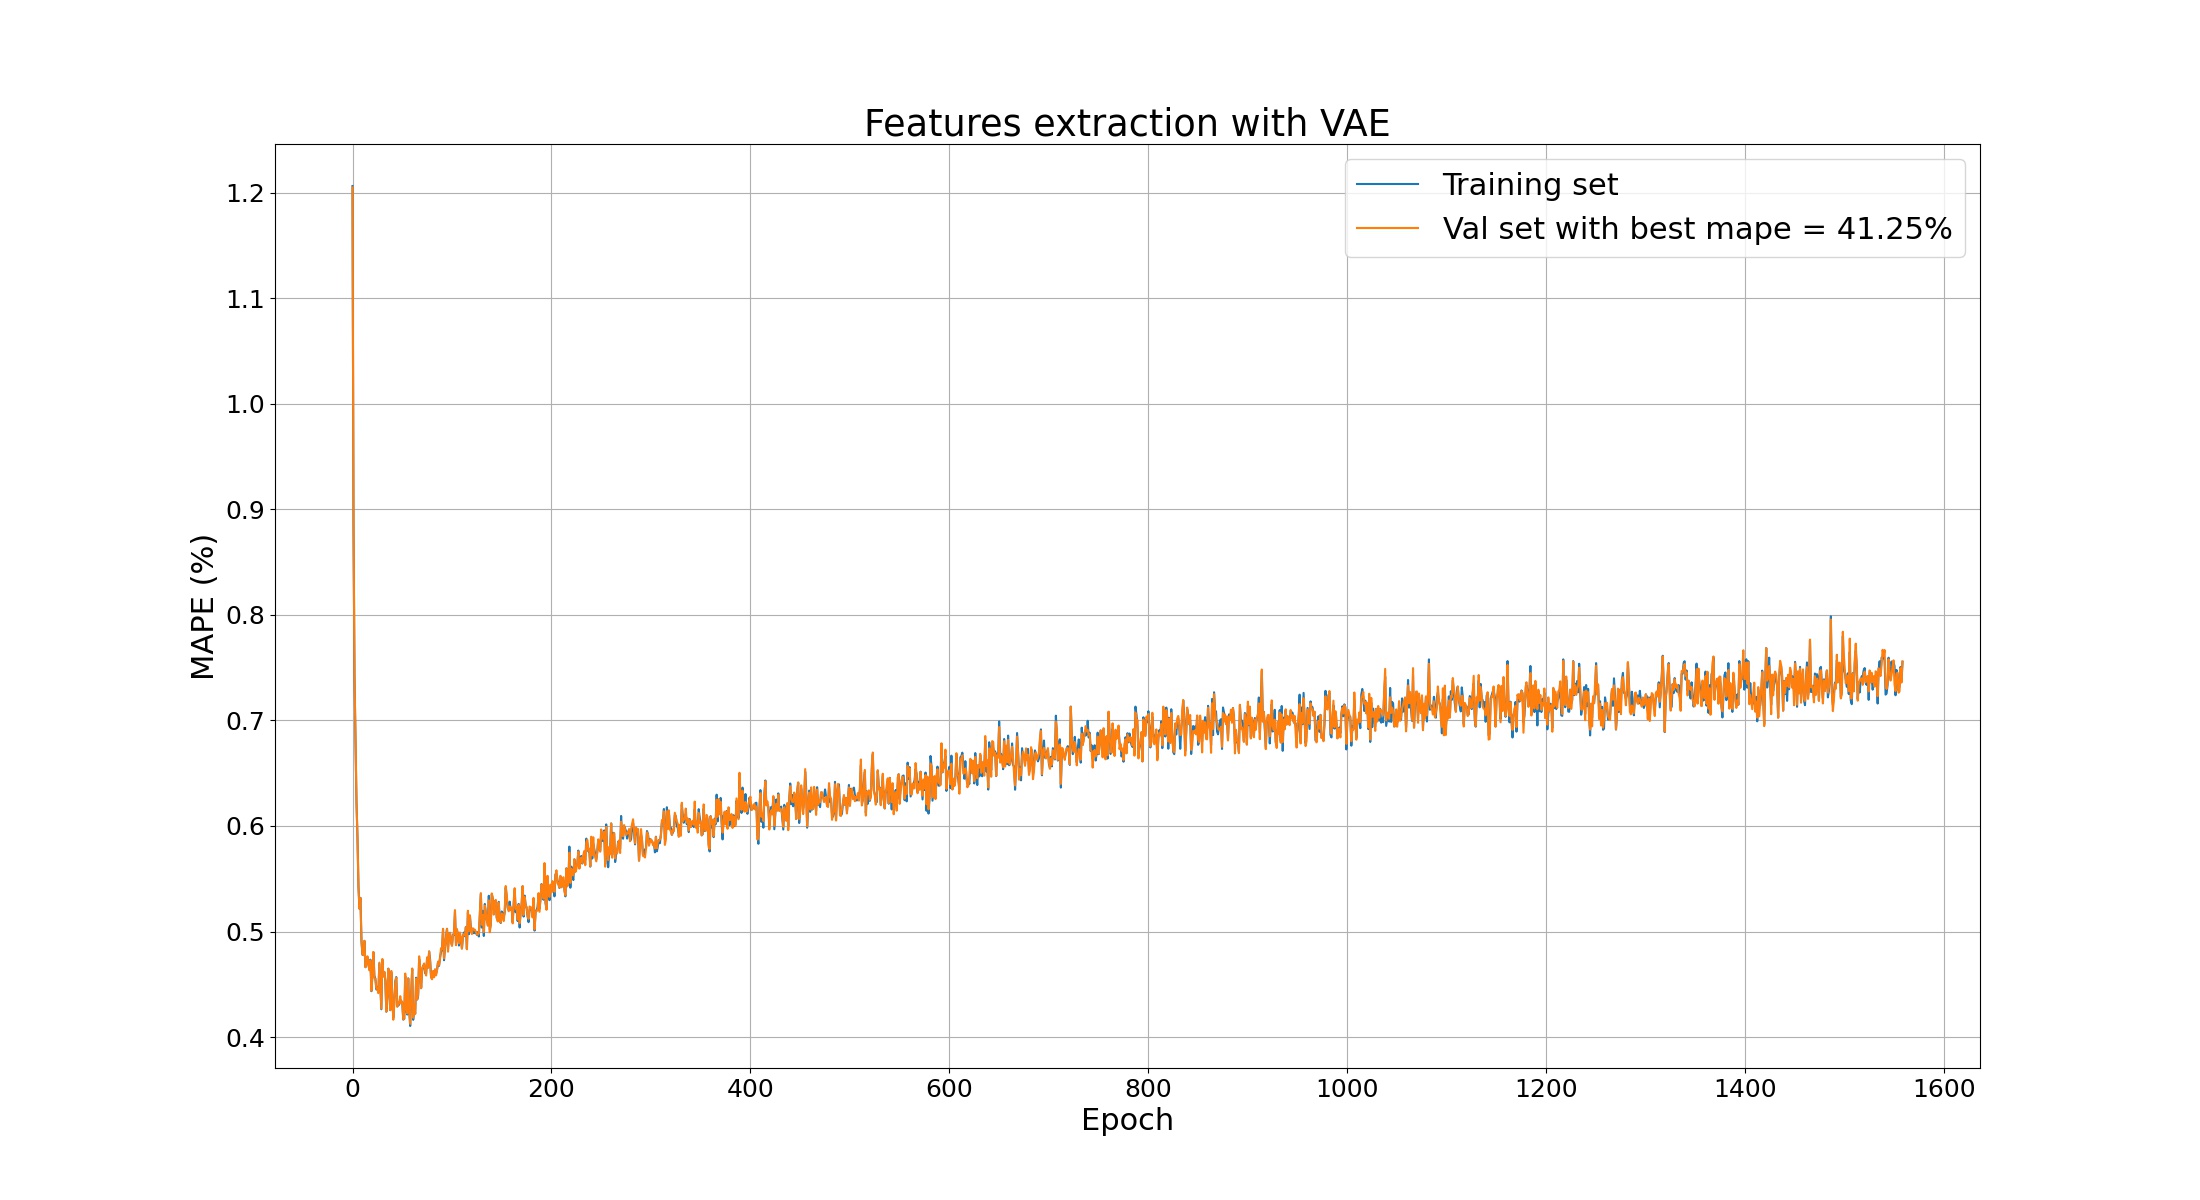 Features extraction with VAE
Training set
Val set with best mape = 41.25%
MAPE (%)
1.2
1.1
1.0
0.9
0.8
0.7
0.6
0.5
0.4
0 200 400 600 800 1000 1200 1400 1600
Epoch